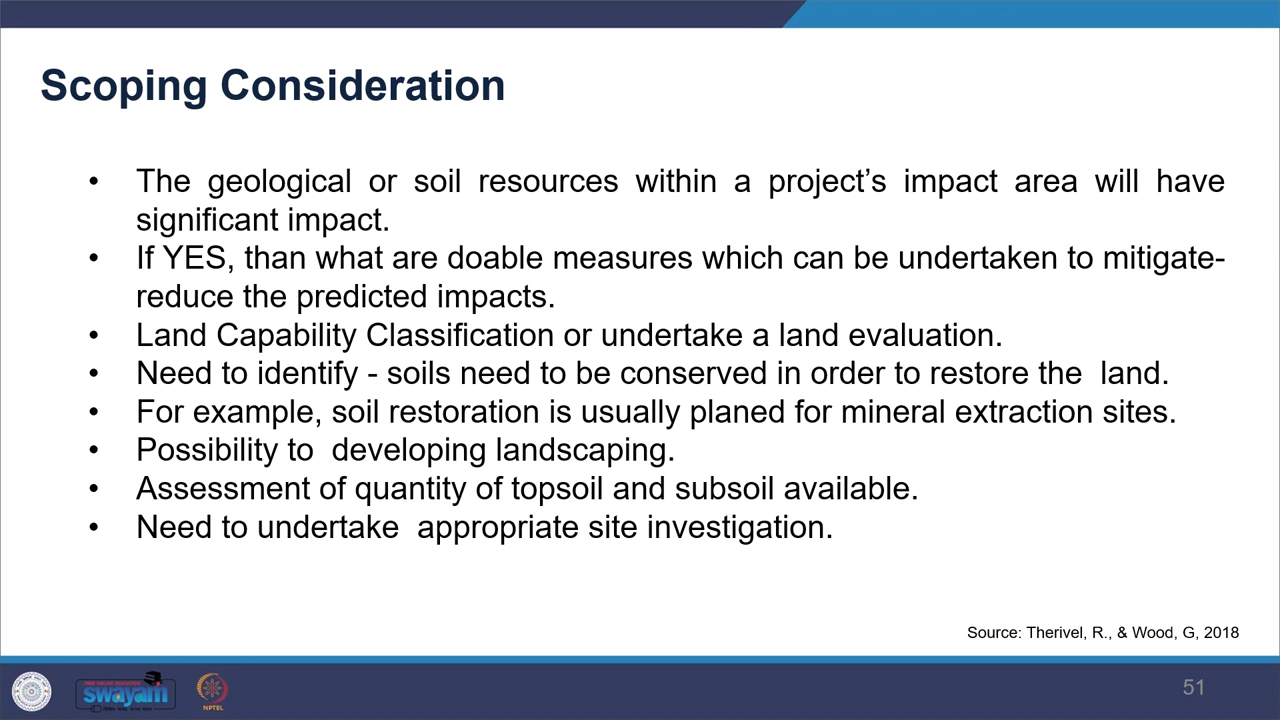 Scoping Consideration
• The geological or soil resources within a project’s impact area will have
significant impact.
• If YES, than what are doable measures which can be undertaken to mitigate-
reduce the predicted impacts.
• Land Capability Classification or undertake a land evaluation.
• Need to identify - soils need to be conserved in order to restore the  land.
• For example, soil restoration is usually planed for mineral extraction sites.
• Possibility to  developing landscaping.
• Assessment of quantity of topsoil and subsoil available.
• Need to undertake  appropriate site investigation.
Source: Therivel, R., & Wood, G, 2018
swayam
NPTEL
51